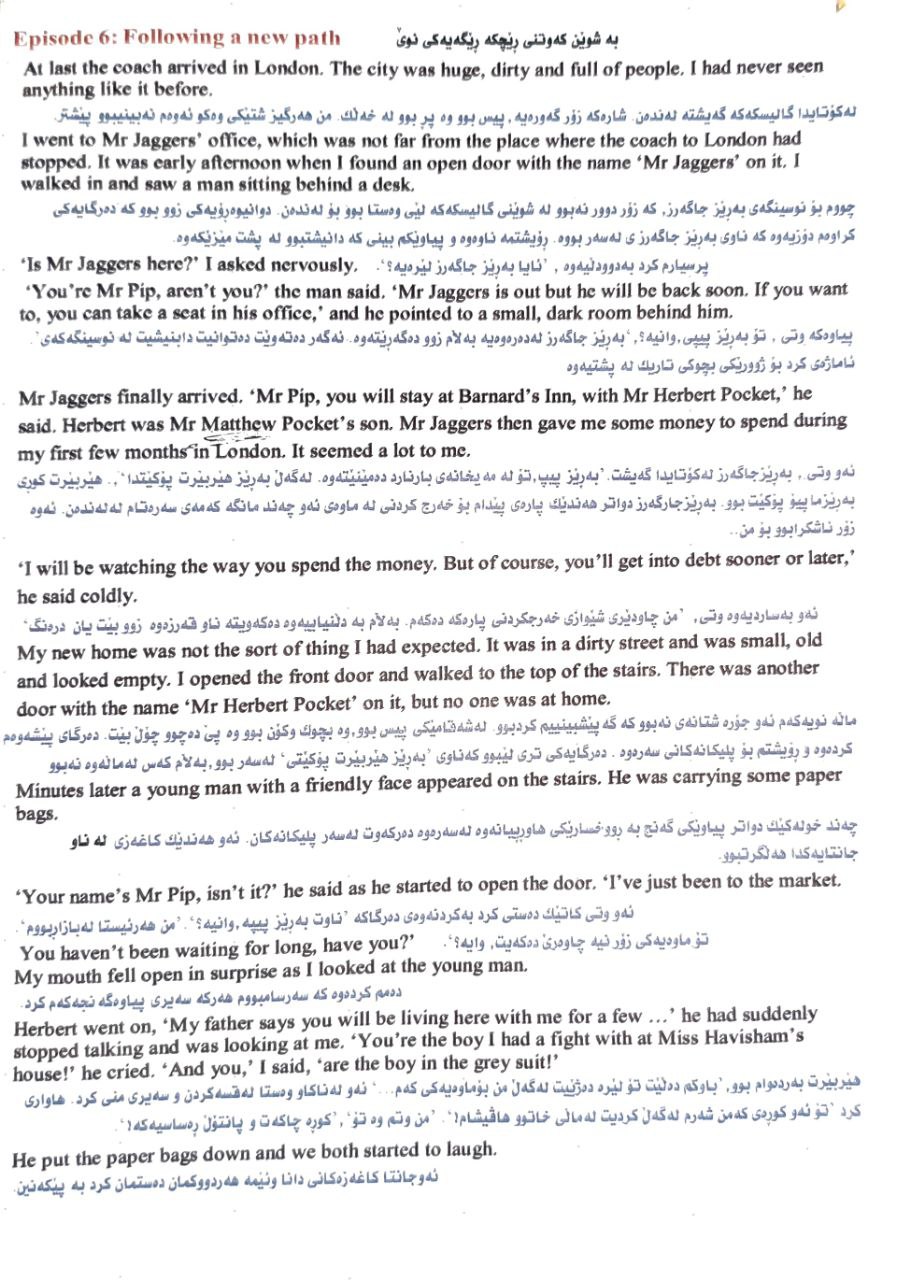 Episode 6: Following a new path بە شوێن کەوتنی ڕێچکە ڕێگەیەکی نوێ
At last the coach arrived in London. The city was huge, dirty and full of people. I had never seen
anything like it before.
لەکۆتایدا گالیسکەکە گەیشتە لەندەن. شارەکە زۆر گەورەیە, پیس بوو وە پڕ بوو لە خەڵك. من هەرگیز شتێکی وەکو ئەوەم نەبینیبوو پێشتر.
I went to Mr Jaggers’ office, which was not far from the place where the coach to London had
stopped. It was early afternoon when I found an open door with the name ‘Mr Jaggers’ on it. I
walked in and saw a man sitting behind a desk.
چووم بۆ نوسینگەی بەڕێز جاگەرز, کە زۆر دوور نەبوو لە شوێنی گالیسکەکە لێی وەستا بوو بۆ لەندەن. دوانیوەڕۆیەکی زوو بوو کە دەرگایەکی
کراوەم دۆزیەوە کە ناوی بەڕێز جاگەرز ی لەسەر بووە. ڕۆیشتمە ناوەوە و پیاوێکم بینی کە دانیشتبوو لە پشت مێزێکەوە.
‘Is Mr Jaggers here?’ I asked nervously. پرسیارم کرد بەدوودڵیەوە , ‘ئایا بەڕێز جاگەرز لێرەیە؟’.
‘You’re Mr Pip, aren’t you?’ the man said. ‘Mr Jaggers is out but he will be back soon. If you want
to, you can take a seat in his office,’ and he pointed to a small, dark room behind him.
پیاوەکە وتی , تۆ بەڕێز پیپی,وانیە؟, ‘بەڕێز جاگەرز لەدەرەوەیە بەڵام زوو دەگەڕێتەوە. ئەگەر دەتەوێت دەتوانیت دابنیشیت لە نوسینگەکەی’.
ئاماژەی کرد بۆ ژوورێکی بچوکی تاریك لە پشتیەوە
Mr Jaggers finally arrived. ‘Mr Pip, you will stay at Barnard’s Inn, with Mr Herbert Pocket,’ he
said. Herbert was Mr Matthew Pocket’s son. Mr Jaggers then gave me some money to spend during
my first few months in London. It seemed a lot to me.
ئەو وتی , بەڕێزجاگەرز لەکۆتایدا گەیشت. ‘بەڕێز پیپ,تۆ لە مەیخانەی بارنارد دەمێنێتەوە. لەگەڵ بەڕێز هێربێرت پۆکێتدا’,. هێربێرت کوڕی
بەڕێزماپیۆ پۆکێت بوو. بەڕێزجارگەرز دواتر هەندێك پارەی پێدام بۆ خەرج کردنی لە ماوەی ئەو چەند مانگە کەمەی سەرەتام لەلەندەن. ئەوە
زۆر ئاشکرابوو بۆ من..
‘I will be watching the way you spend the money. But of course, you’ll get into debt sooner or later,’
he said coldly.
ئەو بەساردیەوە وتی, ‘من چاودێری شێوازی خەرجکردنی پارەکە دەکەم. بەڵام بە دڵنیاییەوە دەکەویتە ناو قەرزەوە زوو بێت یان درەنگ’
My new home was not the sort of thing I had expected. It was in a dirty street and was small, old
and looked empty. I opened the front door and walked to the top of the stairs. There was another
door with the name ‘Mr Herbert Pocket’ on it, but no one was at home.
ماڵە نویەکەم ئەو جۆرە شتانەی نەبوو کە گە پێشبینییم کردبوو. لەشەقامێکی پیس بوو,وە بچوك وکۆن بوو وە پێ دەچوو چۆڵ بێت. دەرگای پێشەوەم
کردەوە و ڕۆیشتم بۆ پلیکانەکانی سەرەوە . دەرگایەکی تری لێبوو کەناوی ‘بەڕێز هێربێرت پۆکێتی’ لەسەر بوو,بەڵام کەس لەماڵەوە نەبوو
Minutes later a young man with a friendly face appeared on the stairs. He was carrying some paper
bags.
چەند خولەکێك دواتر پیاوێکی گەنج بە ڕووخسارێکی هاوڕێیانەوە لەسەرەوە دەرکەوت لەسەر پلیکانەکان. ئەو هەندێك کاغەزی لە ناو
جانتایەکدا هەڵگرتبوو.
‘Your name’s Mr Pip, isn’t it?’ he said as he started to open the door. ‘I’ve just been to the market.
ئەو وتی کاتێك دەستی کرد بەکردنەوەی دەرگاکە ‘ناوت بەڕێز پیپە,وانیە؟’. ‘من هەرئیستا لەبازاڕبووم’.
You haven’t been waiting for long, have you?’ تۆ ماوەیەکی زۆر نیە چاوەڕێ دەکەیت, وایە؟’.
My mouth fell open in surprise as I looked at the young man.
دەمم کردەوە کە سەرسامبووم هەرکە سەیری پیاوەگە نجەکەم کرد.
Herbert went on, ‘My father says you will be living here with me for a few …’ he had suddenly
stopped talking and was looking at me. ‘You’re the boy I had a fight with at Miss Havisham’s
house!’ he cried. ‘And you,’ I said, ‘are the boy in the grey suit!’
هێربێرت بەردەوام بوو, ‘باوکم دەڵێت تۆ لێرە دەژێیت لەگەڵ من بۆماوەیەکی کەم...’ ئەو لەناکاو وەستا لەقسەکردن و سەیری منی کرد. هاواری
کرد ‘تۆ ئەو کوڕەی کەمن شەڕم لەگەڵ کردیت لەماڵی خاتوو هاڤیشام!’. ‘من وتم وە تۆ’, ‘کوڕە چاکەت و پانتۆڵ ڕەساسیەکە!’.
He put the paper bags down and we both started to laugh.
ئەوجانتا کاغەزەکانی دانا وئێمە هەردووکمان دەستمان کرد بە پێکەنین.